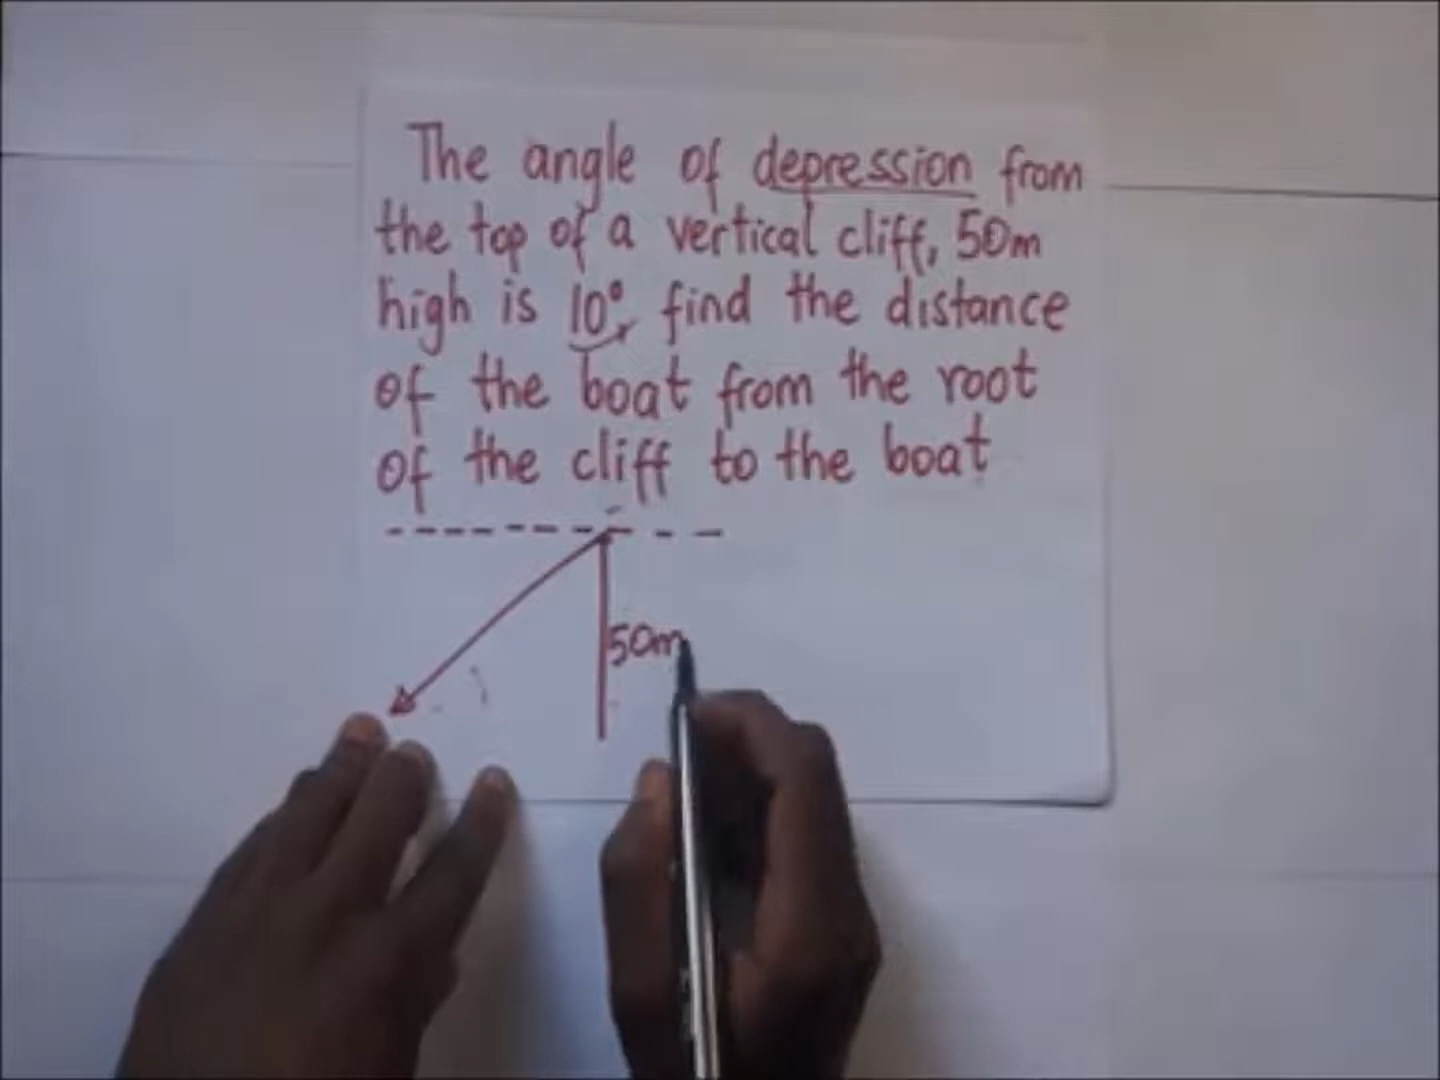 The angle of depression from
the top of a vertical cliff, 50m
high is 10°, find the distance
of the boat from the root
of the cliff to the boat
50m